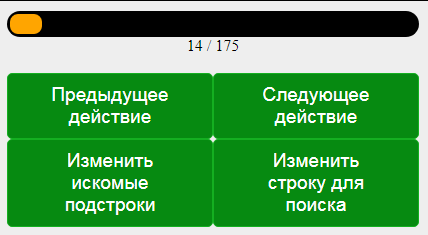 14 / 175
Предыдущее
действие
Следующее
действие
Изменить
искомые
подстроки
Изменить
строку для
поиска